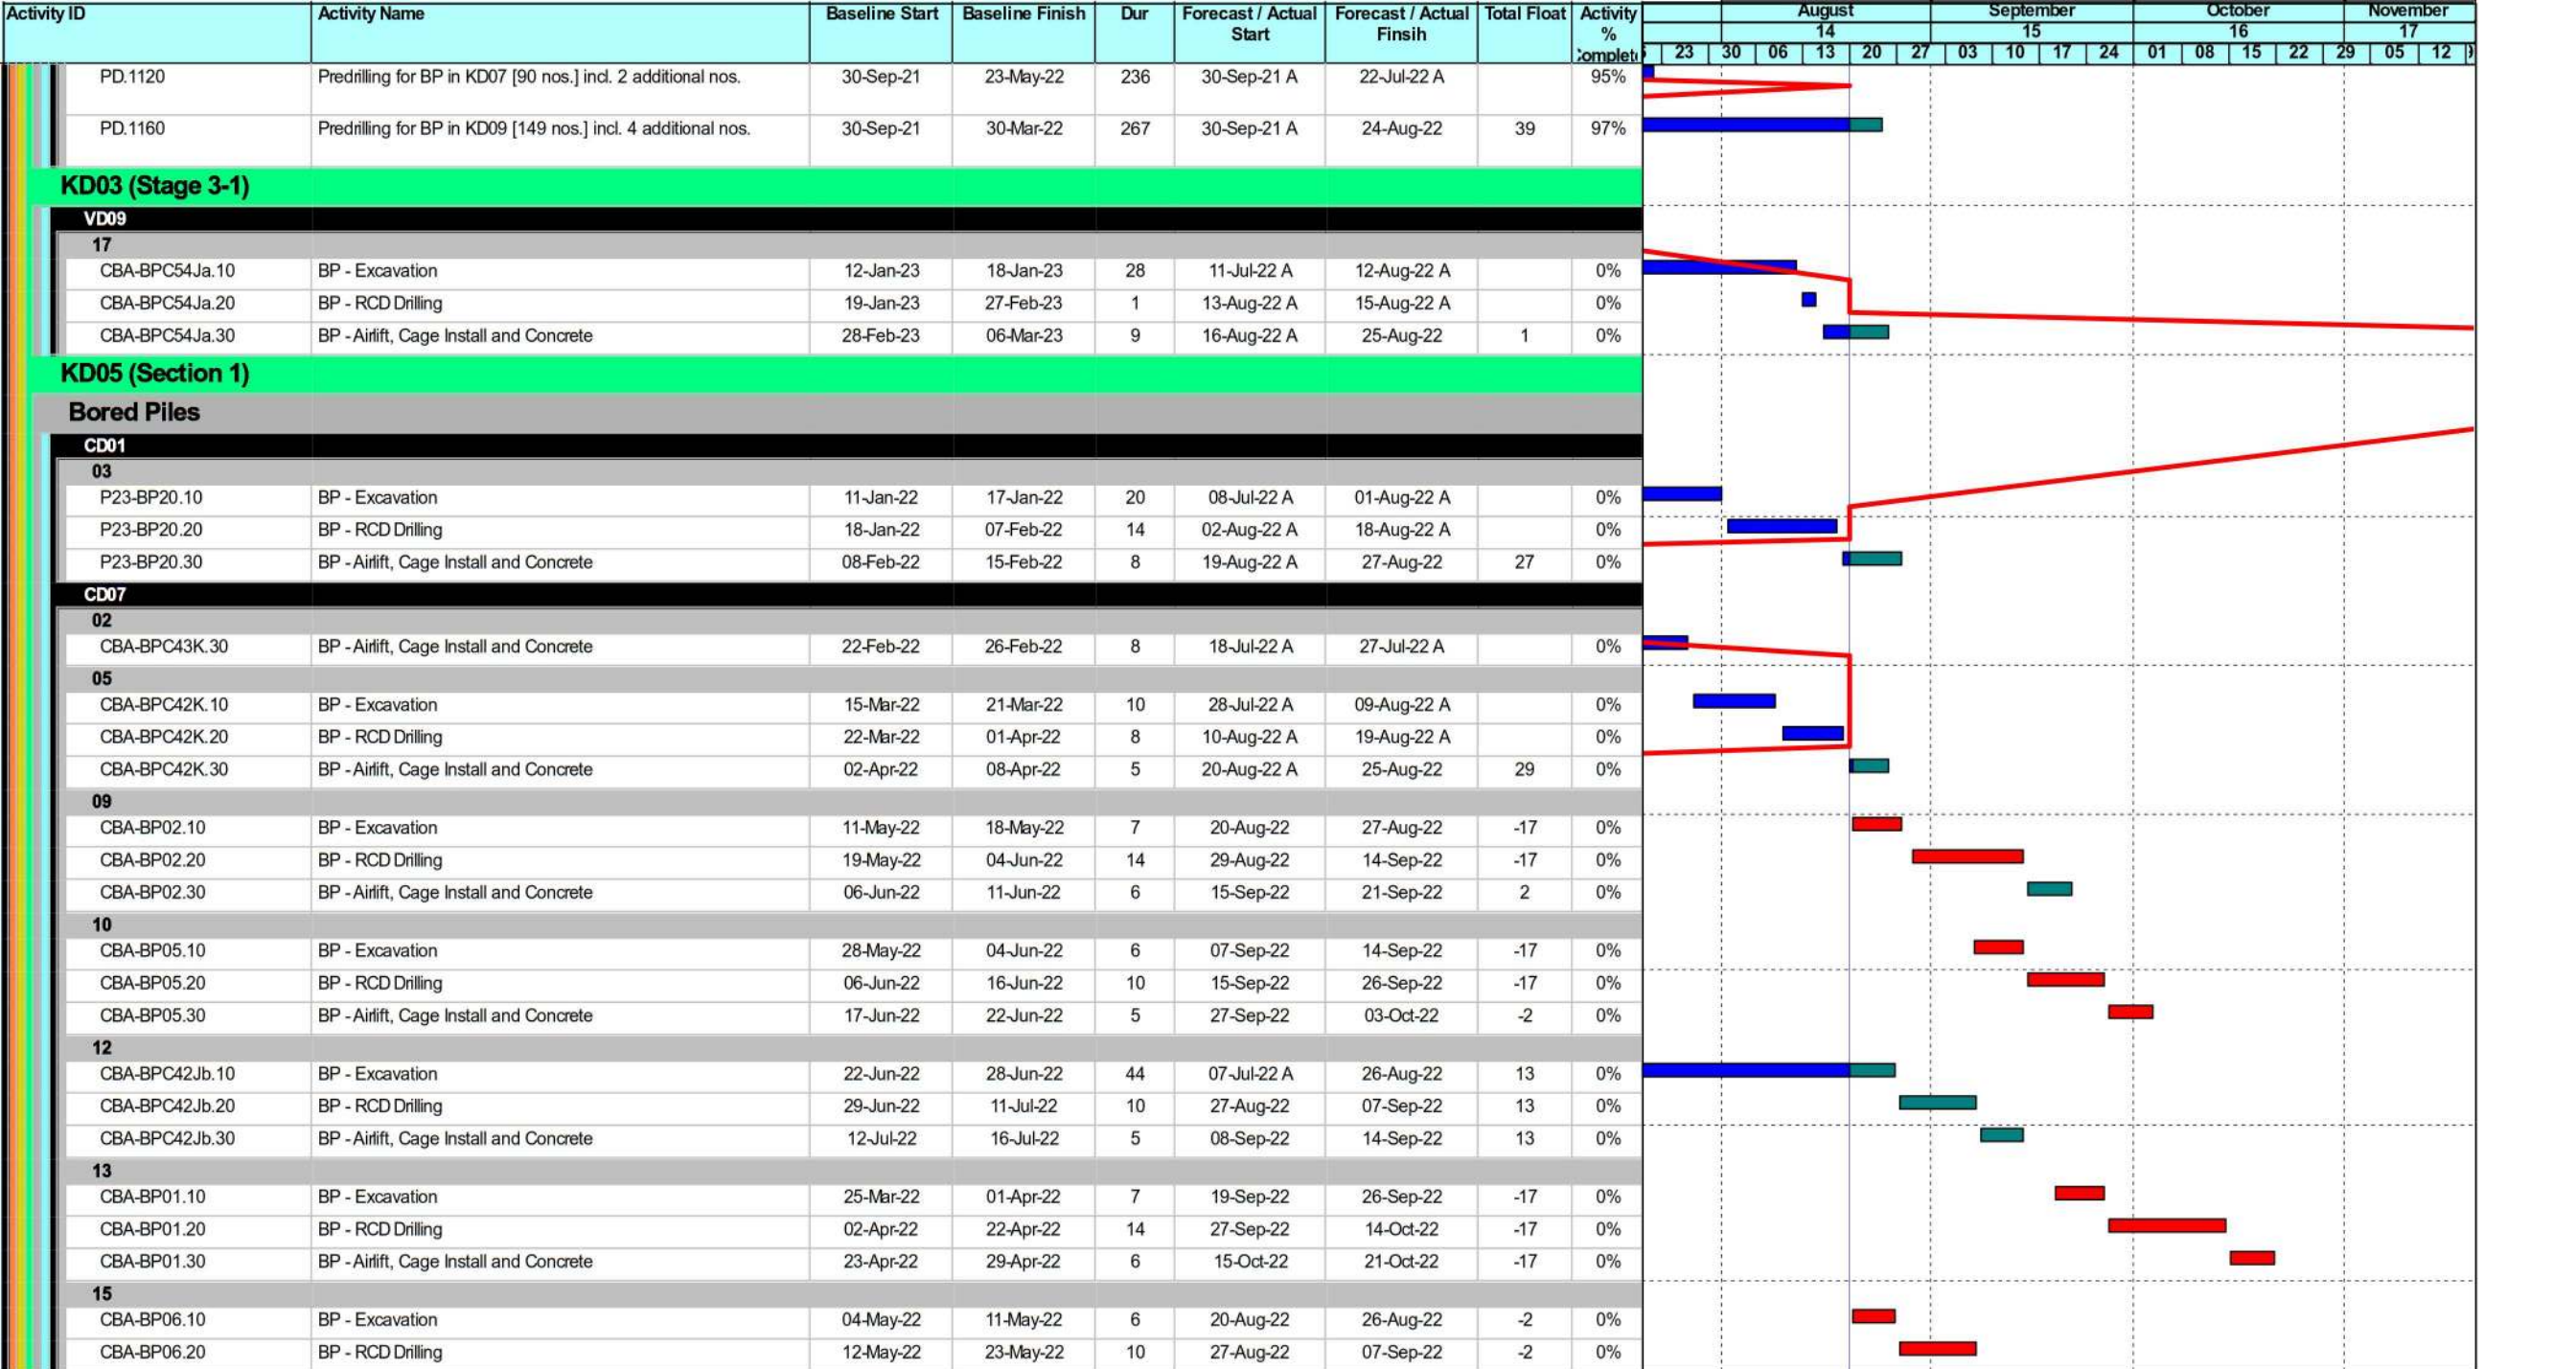 Activity ID Activity Name Baseline Start Baseline Finish Dur Forecast / Actual Start Forecast / Actual Finsih Total Float Activity % Complete August September October November
14 15 16 17
23 30 06 13 20 27 03 10 17 24 01 08 15 22 29 05 12
PD.1120 Predrilling for BP in KD07 [90 nos.] incl. 2 additional nos. 30-Sep-21 23-May-22 236 30-Sep-21 A 22-Jul-22 A 95%
PD.1160 Predrilling for BP in KD09 [149 nos.] incl. 4 additional nos. 30-Sep-21 30-Mar-22 267 30-Sep-21 A 24-Aug-22 39 97%
KD03 (Stage 3-1)
VD09
17
CBA-BPC54Ja.10 BP - Excavation 12-Jan-23 18-Jan-23 28 11-Jul-22 A 12-Aug-22 A 0%
CBA-BPC54Ja.20 BP - RCD Drilling 19-Jan-23 27-Feb-23 1 13-Aug-22 A 15-Aug-22 A 0%
CBA-BPC54Ja.30 BP - Airlift, Cage Install and Concrete 28-Feb-23 06-Mar-23 9 16-Aug-22 A 25-Aug-22 1 0%
KD05 (Section 1)
Bored Piles
CD01
03
P23-BP20.10 BP - Excavation 11-Jan-22 17-Jan-22 20 08-Jul-22 A 01-Aug-22 A 0%
P23-BP20.20 BP - RCD Drilling 18-Jan-22 07-Feb-22 14 02-Aug-22 A 18-Aug-22 A 0%
P23-BP20.30 BP - Airlift, Cage Install and Concrete 08-Feb-22 15-Feb-22 8 19-Aug-22 A 27-Aug-22 27 0%
CD07
02
CBA-BPC43K.30 BP - Airlift, Cage Install and Concrete 22-Feb-22 26-Feb-22 8 18-Jul-22 A 27-Jul-22 A 0%
05
CBA-BPC42K.10 BP - Excavation 15-Mar-22 21-Mar-22 10 28-Jul-22 A 09-Aug-22 A 0%
CBA-BPC42K.20 BP - RCD Drilling 22-Mar-22 01-Apr-22 8 10-Aug-22 A 19-Aug-22 A 0%
CBA-BPC42K.30 BP - Airlift, Cage Install and Concrete 02-Apr-22 08-Apr-22 5 20-Aug-22 A 25-Aug-22 29 0%
09
CBA-BP02.10 BP - Excavation 11-May-22 18-May-22 7 20-Aug-22 27-Aug-22 -17 0%
CBA-BP02.20 BP - RCD Drilling 19-May-22 04-Jun-22 14 29-Aug-22 14-Sep-22 -17 0%
CBA-BP02.30 BP - Airlift, Cage Install and Concrete 06-Jun-22 11-Jun-22 6 15-Sep-22 21-Sep-22 2 0%
10
CBA-BP05.10 BP - Excavation 28-May-22 04-Jun-22 6 07-Sep-22 14-Sep-22 -17 0%
CBA-BP05.20 BP - RCD Drilling 06-Jun-22 16-Jun-22 10 15-Sep-22 26-Sep-22 -17 0%
CBA-BP05.30 BP - Airlift, Cage Install and Concrete 17-Jun-22 22-Jun-22 5 27-Sep-22 03-Oct-22 -2 0%
12
CBA-BPC42Jb.10 BP - Excavation 22-Jun-22 28-Jun-22 44 07-Jul-22 A 26-Aug-22 13 0%
CBA-BPC42Jb.20 BP - RCD Drilling 29-Jun-22 11-Jul-22 10 27-Aug-22 07-Sep-22 13 0%
CBA-BPC42Jb.30 BP - Airlift, Cage Install and Concrete 12-Jul-22 16-Jul-22 5 08-Sep-22 14-Sep-22 13 0%
13
CBA-BP01.10 BP - Excavation 25-Mar-22 01-Apr-22 7 19-Sep-22 26-Sep-22 -17 0%
CBA-BP01.20 BP - RCD Drilling 02-Apr-22 22-Apr-22 14 27-Sep-22 14-Oct-22 -17 0%
CBA-BP01.30 BP - Airlift, Cage Install and Concrete 23-Apr-22 29-Apr-22 6 15-Oct-22 21-Oct-22 -17 0%
15
CBA-BP06.10 BP - Excavation 04-May-22 11-May-22 6 20-Aug-22 26-Aug-22 -2 0%
CBA-BP06.20 BP - RCD Drilling 12-May-22 23-May-22 10 27-Aug-22 07-Sep-22 -2 0%